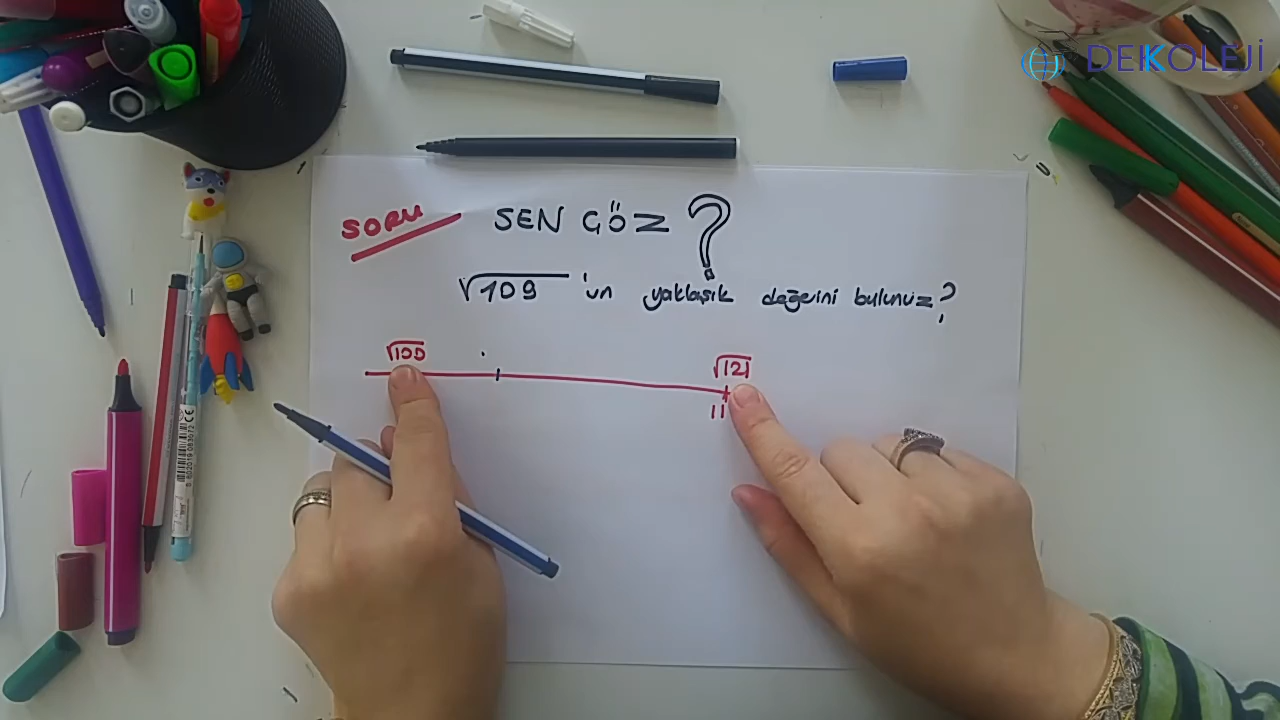 DEKOLEJİ
SORU
SEN ÇÖZ ?
√109 'un yaklaşık değerini bulunuz?
√100 √121
11